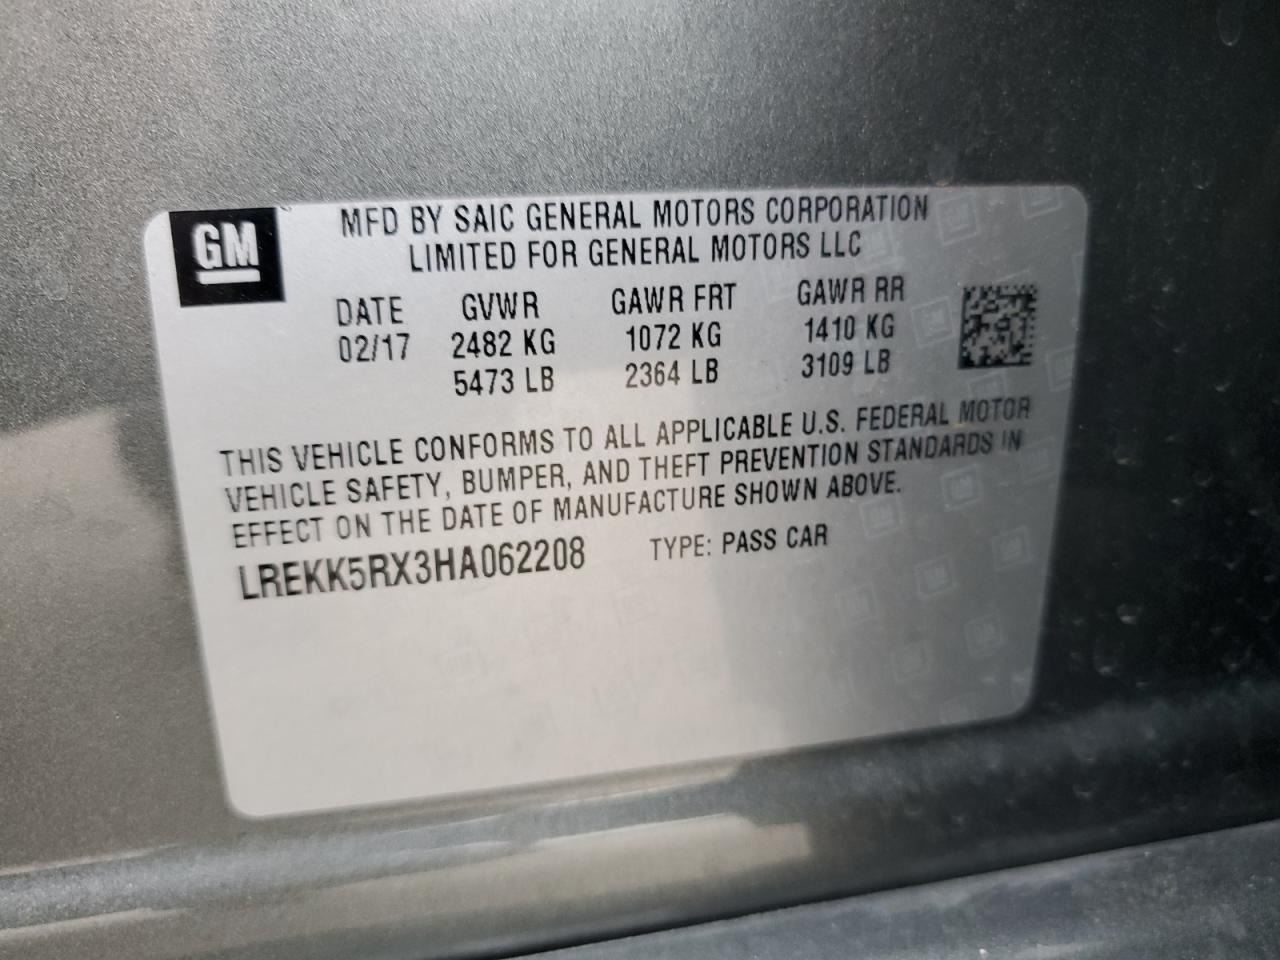 GM
MFD BY SAIC GENERAL MOTORS CORPORATION
LIMITED FOR GENERAL MOTORS LLC
DATE GVWR GAWR FRT GAWR RR
02/17 2482 KG 1072 KG 1410 KG
5473 LB 2364 LB 3109 LB
THIS VEHICLE CONFORMS TO ALL APPLICABLE U.S. FEDERAL MOTOR
VEHICLE SAFETY, BUMPER, AND THEFT PREVENTION STANDARDS IN
EFFECT ON THE DATE OF MANUFACTURE SHOWN ABOVE.
LREKK5RX3HA062208 TYPE: PASS CAR